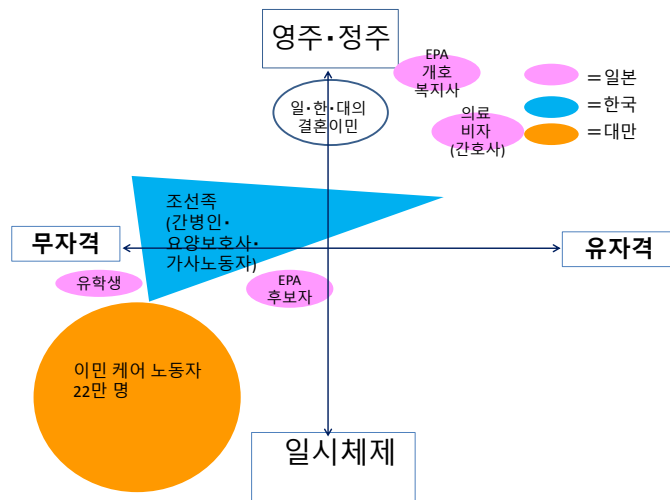 영주·정주
EPA
개호
복지사
=일본
일·한·대의
결혼이민
의료
비자
(간호사)
=한국
=대만
조선족
(간병인·
요양보호사·
가사노동자)
무자격
유자격
유학생
EPA
후보자
이민 케어 노동자
22만 명
일시체제